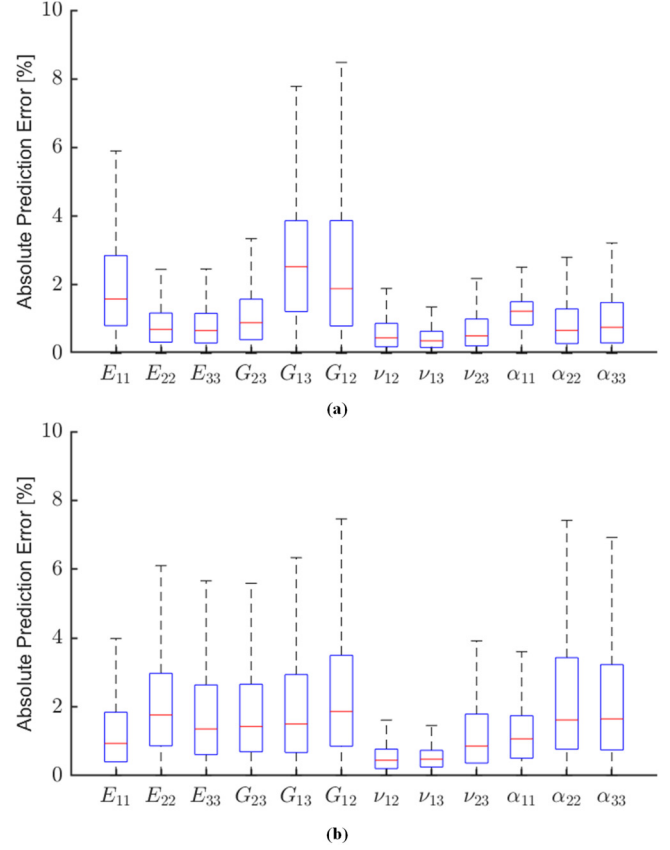 10
8
6
4
2
0
Absolute Prediction Error [%]
E₁₁ E₂₂ E₃₃ G₂₃ G₁₃ G₁₂ ν₁₂ ν₁₃ ν₂₃ α₁₁ α₂₂ α₃₃
(a)
10
8
6
4
2
0
Absolute Prediction Error [%]
E₁₁ E₂₂ E₃₃ G₂₃ G₁₃ G₁₂ ν₁₂ ν₁₃ ν₂₃ α₁₁ α₂₂ α₃₃
(b)